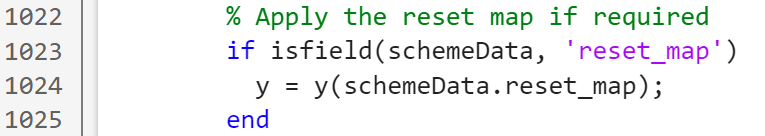 1022 % Apply the reset map if required
1023 if isfield(schemeData, 'reset_map')
1024 y = y(schemeData.reset_map);
1025 end